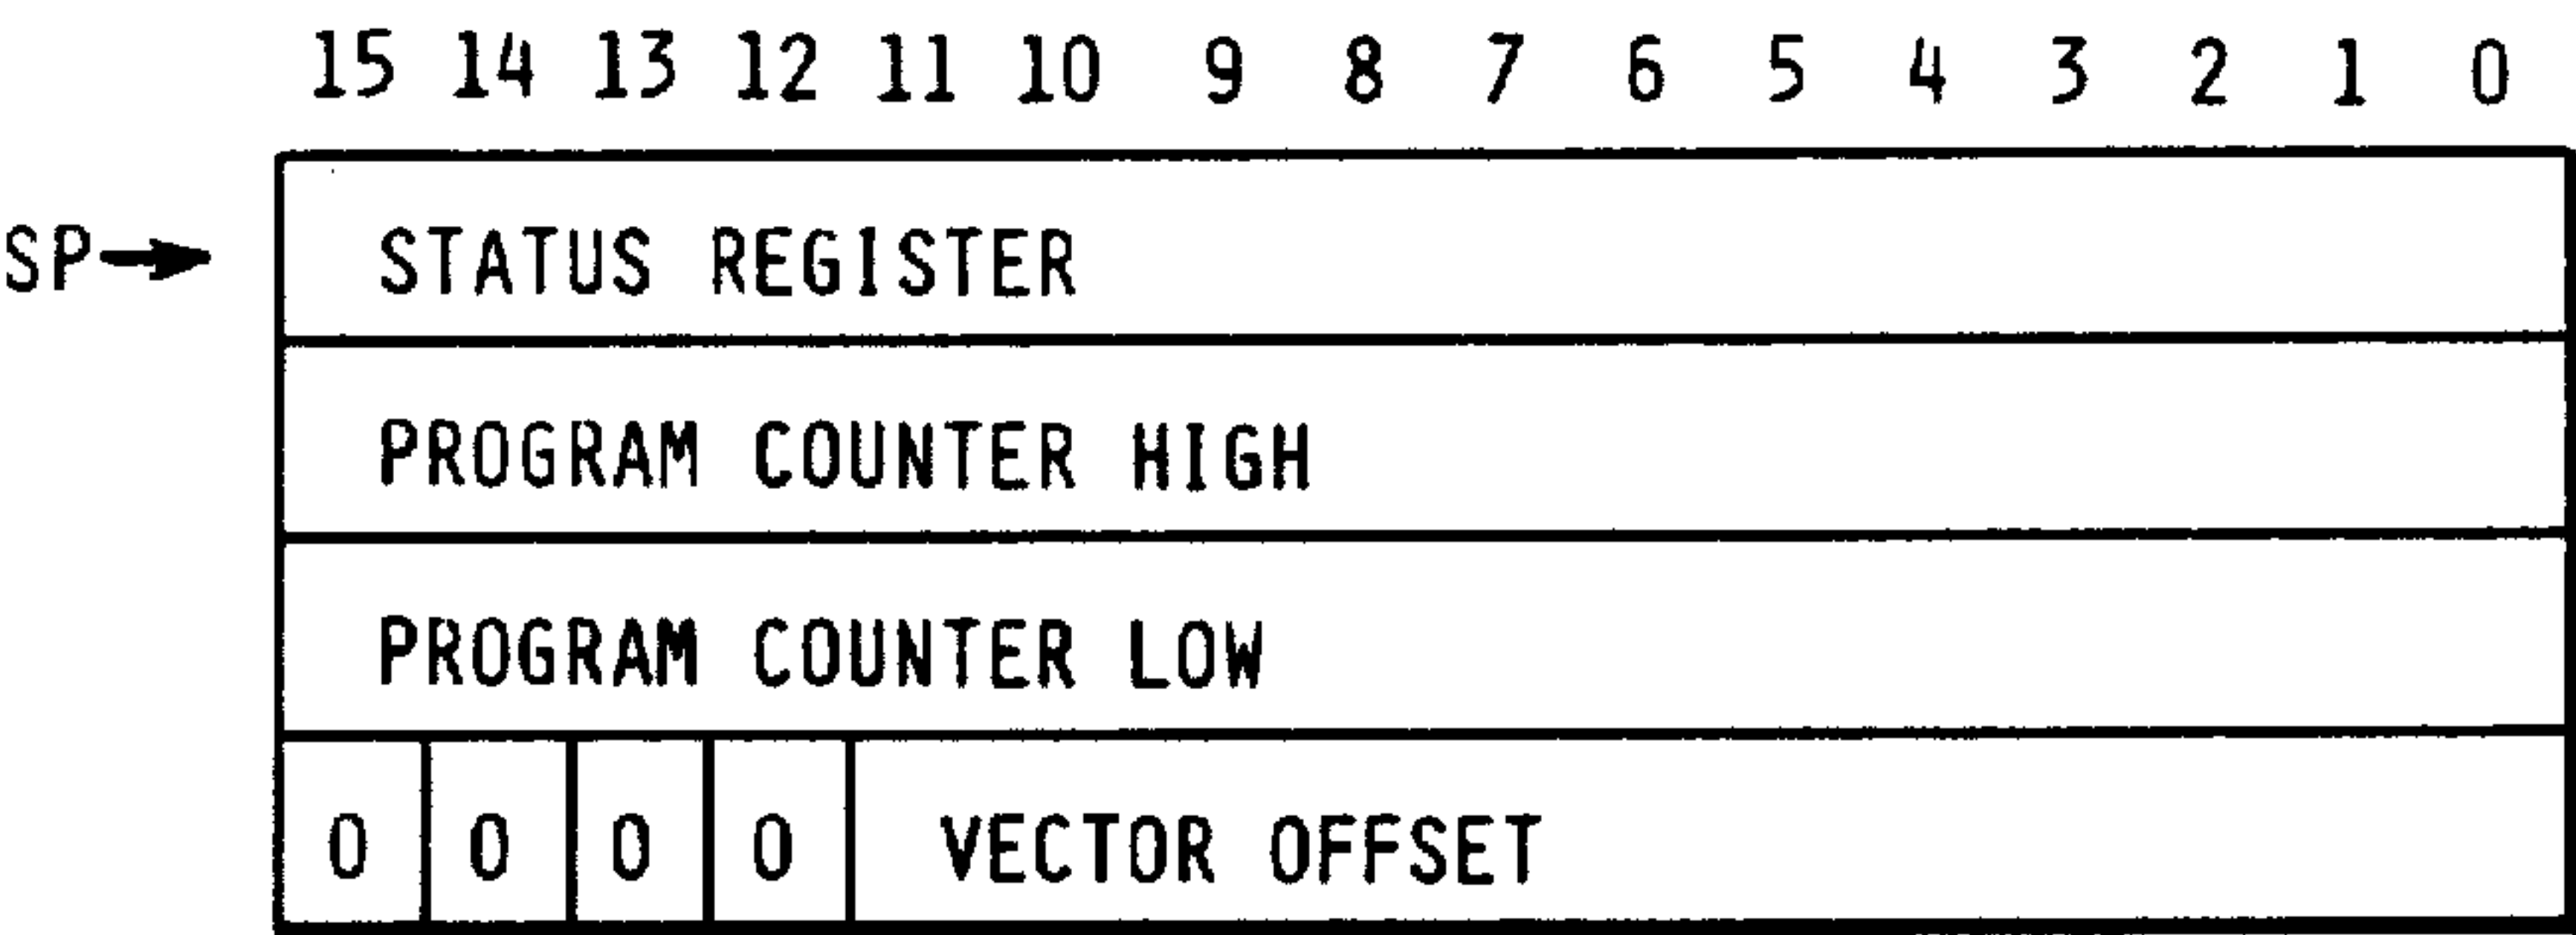 15 14 13 12 11 10 9 8 7 6 5 4 3 2 1 0
SP→ STATUS REGISTER
PROGRAM COUNTER HIGH
PROGRAM COUNTER LOW
0 0 0 0 VECTOR OFFSET